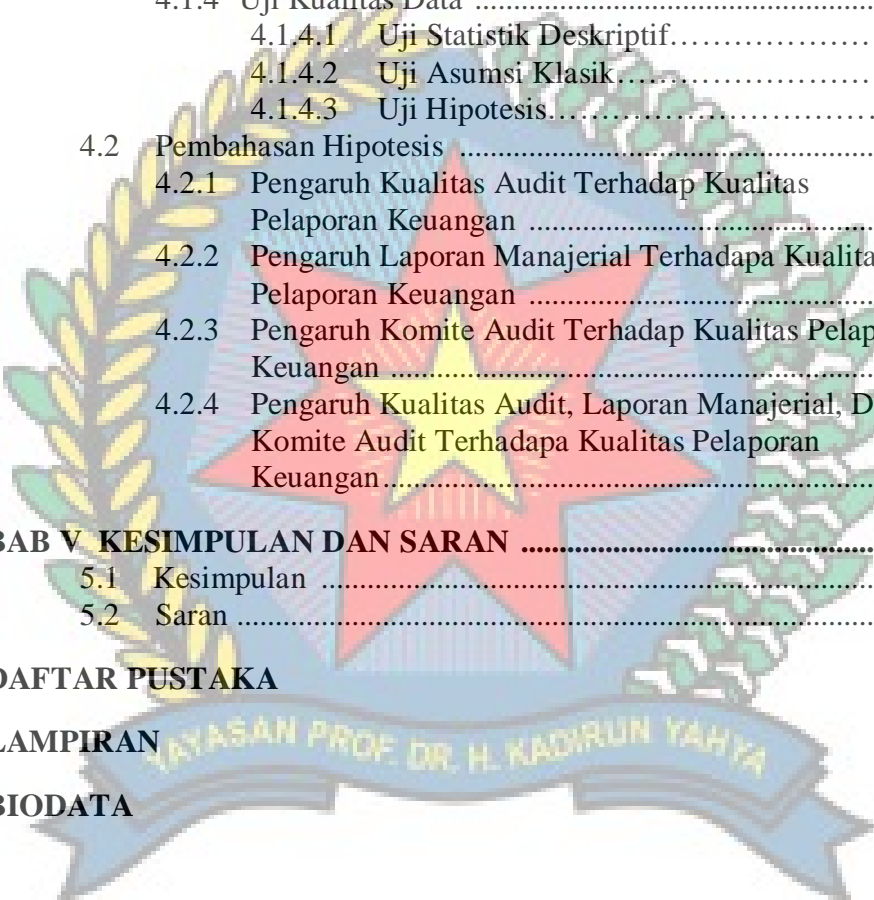 4.1.4 Uji Kualitas Data ..........................................
4.1.4.1 Uji Statistik Deskriptif....................
4.1.4.2 Uji Asumsi Klasik..........................
4.1.4.3 Uji Hipotesis.................................
4.2 Pembahasan Hipotesis ....................................................
4.2.1 Pengaruh Kualitas Audit Terhadap Kualitas
Pelaporan Keuangan ...........................................
4.2.2 Pengaruh Laporan Manajerial Terhadapa Kualita
Pelaporan Keuangan ...........................................
4.2.3 Pengaruh Komite Audit Terhadap Kualitas Pelap
Keuangan .............................................................
4.2.4 Pengaruh Kualitas Audit, Laporan Manajerial, D
Komite Audit Terhadapa Kualitas Pelaporan
Keuangan..............................................................
BAB V KESIMPULAN DAN SARAN .............................................
5.1 Kesimpulan ......................................................................
5.2 Saran .................................................................................
DAFTAR PUSTAKA
LAMPIRAN
BIODATA
YAYASAN PROF. DR. H. KADIRUN YAHYA